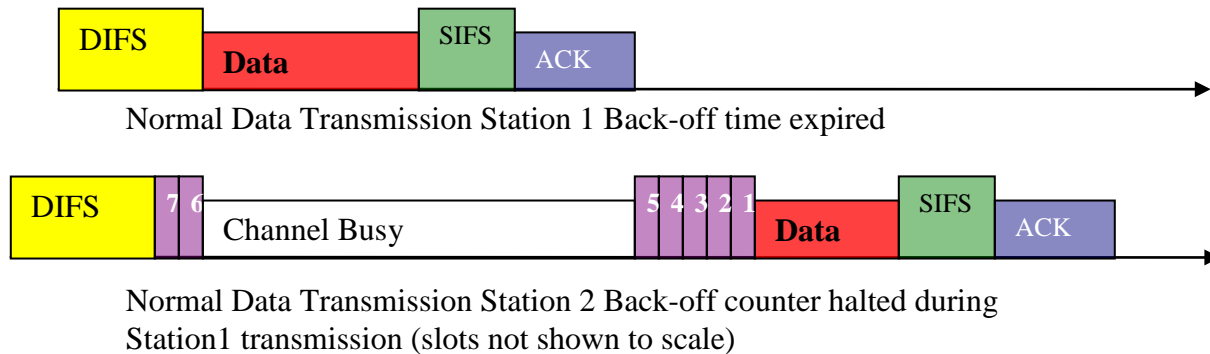 DIFS Data SIFS ACK
Normal Data Transmission Station 1 Back-off time expired
DIFS 7 6 Channel Busy 5 4 3 2 1 Data SIFS ACK
Normal Data Transmission Station 2 Back-off counter halted during
Station1 transmission (slots not shown to scale)